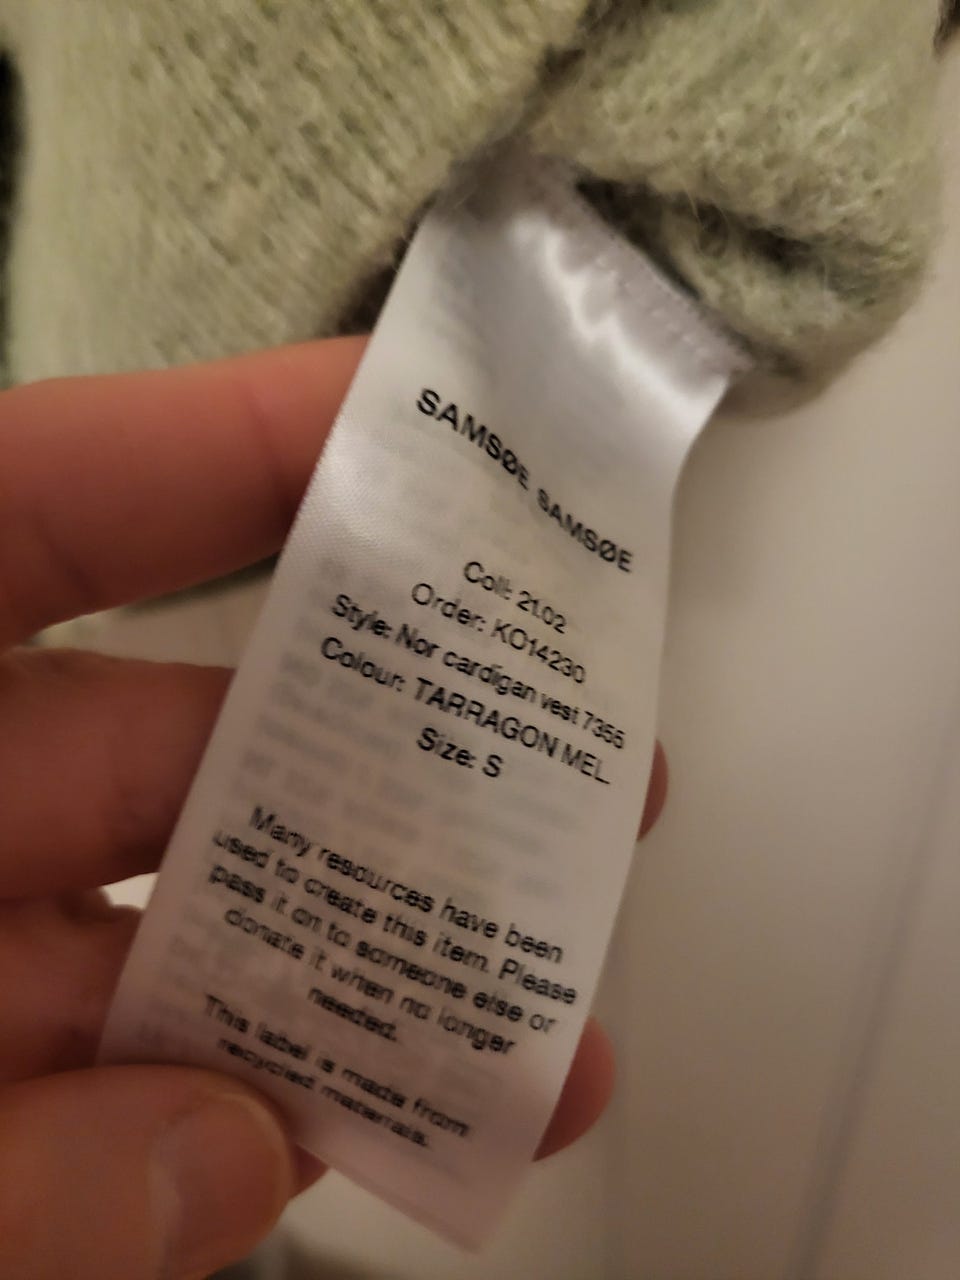 SAMSØE SAMSØE
Coll: 21.02
Order: KO14230
Style: Nor cardigan vest 7355
Colour: TARRAGON MEL.
Size: S
Many resources have been
used to create this item. Please
pass it on to someone else or
donate it when no longer
needed.
This label is made from
recycled materials.